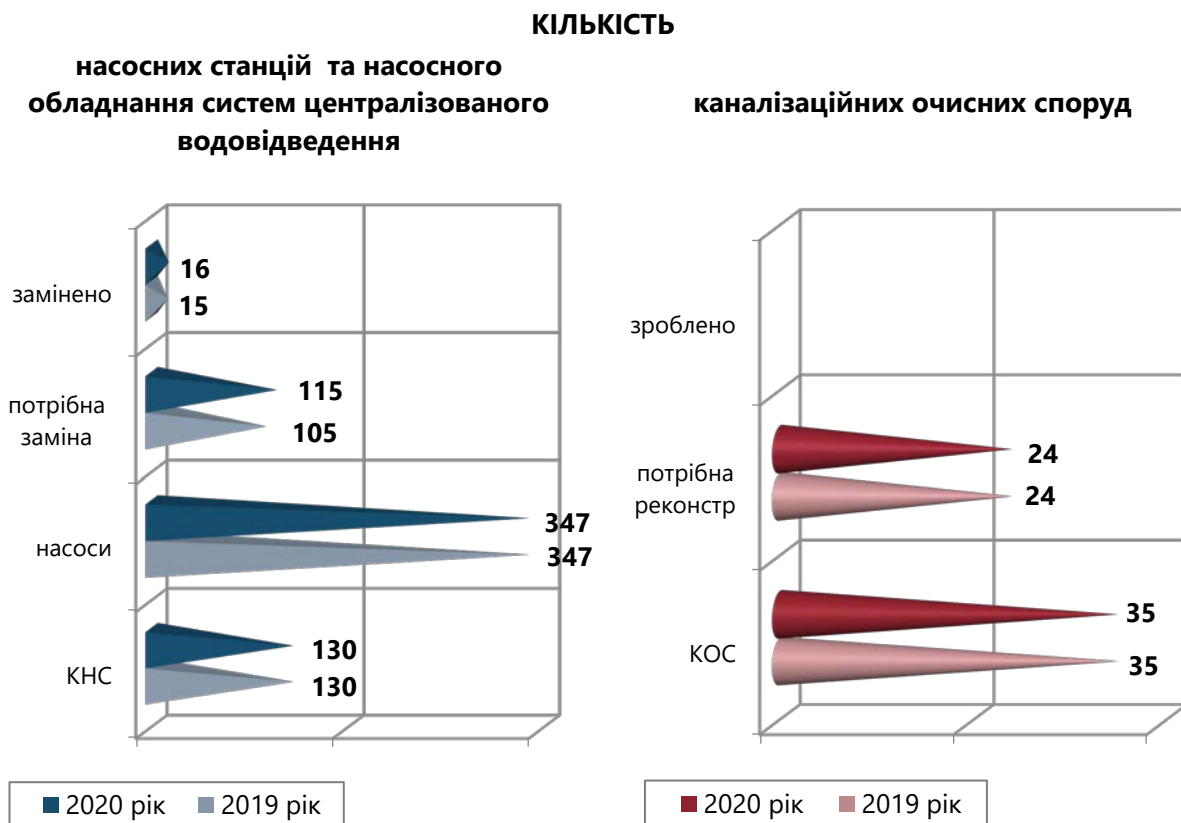 КІЛЬКІСТЬ
насосних станцій та насосного
обладнання систем централізованого
водовідведення
замінено
16
15
потрібна
заміна
115
105
насоси
347
347
КНС
130
130
2020 рік
2019 рік
каналізаційних очисних споруд
зроблено
потрібна
реконстр
24
24
КОС
35
35
2020 рік
2019 рік